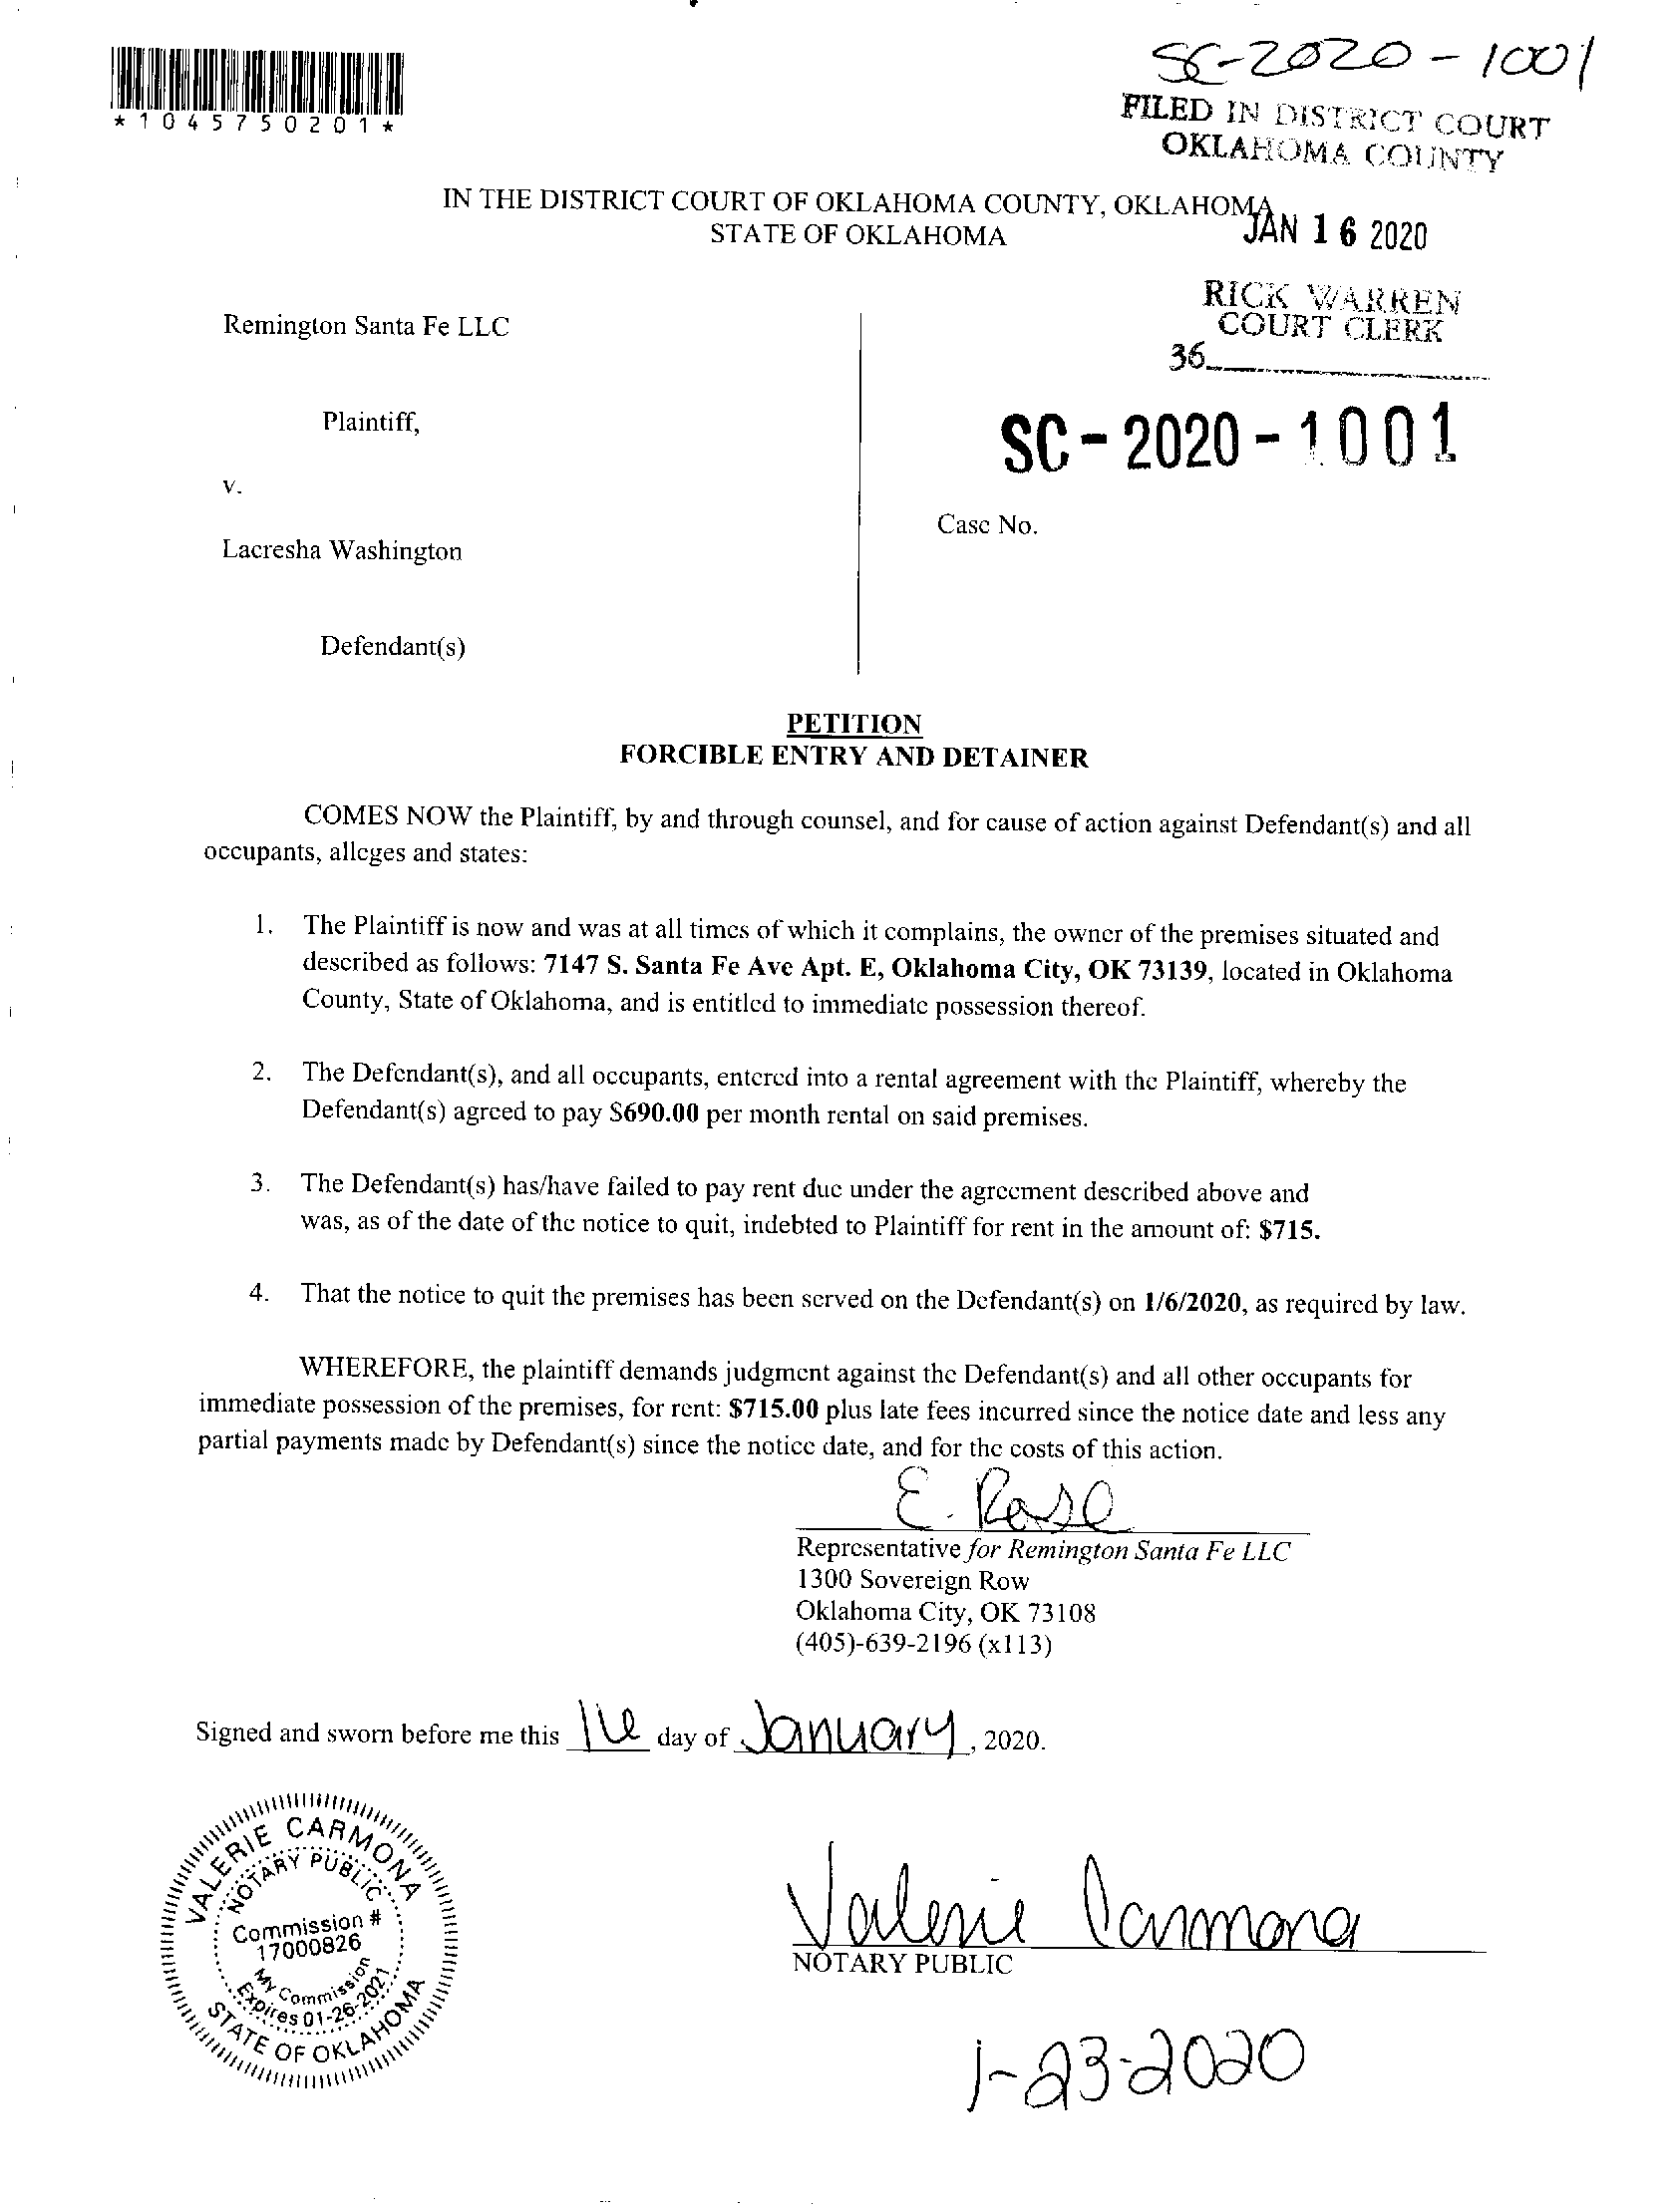 SC-2020-1001
*1045750201*
FILED IN DISTRICT COURT
OKLAHOMA COUNTY
IN THE DISTRICT COURT OF OKLAHOMA COUNTY, OKLAHOMA
STATE OF OKLAHOMA
JAN 16 2020
RICK WARREN
COURT CLERK
36
Remington Santa Fe LLC
Plaintiff,
SC-2020-1001
v.
Case No.
Lacresha Washington
Defendant(s)
PETITION
FORCIBLE ENTRY AND DETAINER
COMES NOW the Plaintiff, by and through counsel, and for cause of action against Defendant(s) and all
occupants, alleges and states:
1. The Plaintiff is now and was at all times of which it complains, the owner of the premises situated and
described as follows: 7147 S. Santa Fe Ave Apt. E, Oklahoma City, OK 73139, located in Oklahoma
County, State of Oklahoma, and is entitled to immediate possession thereof.
2. The Defendant(s), and all occupants, entered into a rental agreement with the Plaintiff, whereby the
Defendant(s) agreed to pay $690.00 per month rental on said premises.
3. The Defendant(s) has/have failed to pay rent due under the agreement described above and
was, as of the date of the notice to quit, indebted to Plaintiff for rent in the amount of: $715.
4. That the notice to quit the premises has been served on the Defendant(s) on 1/6/2020, as required by law.
WHEREFORE, the plaintiff demands judgment against the Defendant(s) and all other occupants for
immediate possession of the premises, for rent: $715.00 plus late fees incurred since the notice date and less any
partial payments made by Defendant(s) since the notice date, and for the costs of this action.
E. Rose
Representative for Remington Santa Fe LLC
1300 Sovereign Row
Oklahoma City, OK 73108
(405)-639-2196 (x113)
Signed and sworn before me this 16 day of January, 2020.
VALERIE CARMONA
NOTARY PUBLIC
Commission #
17000826
My Commission
Expires 01-26-2021
STATE OF OKLAHOMA
Valerie Carmona
NOTARY PUBLIC
1-23-2020